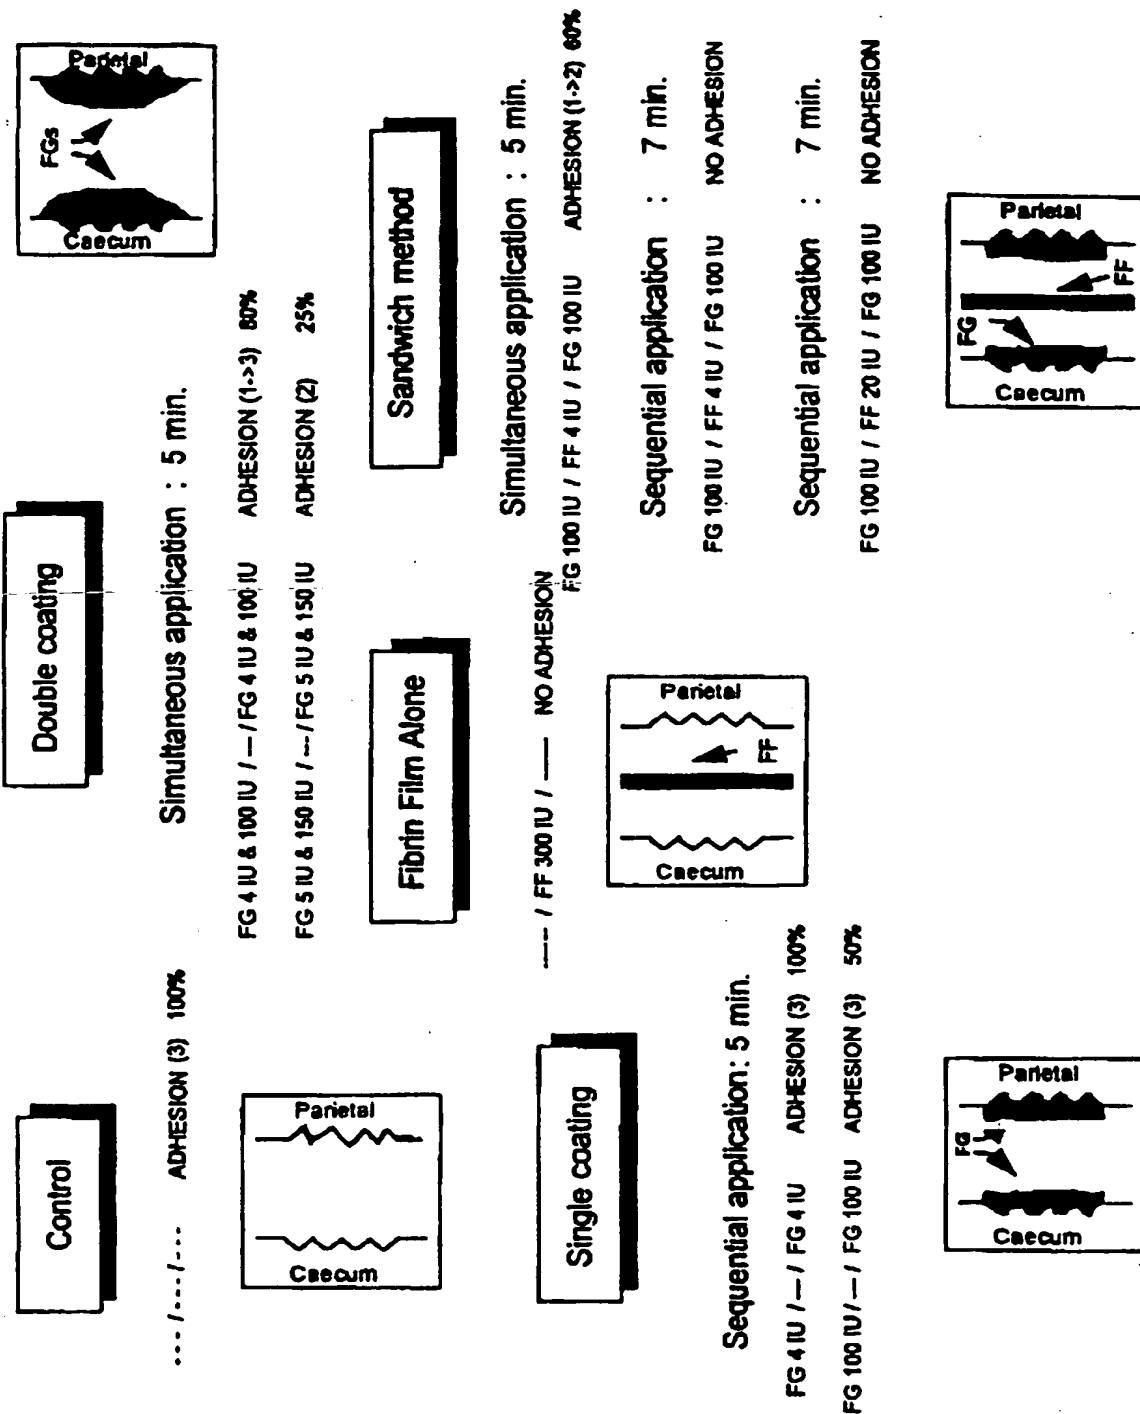 Control
--- / --- / --- ADHESION (3) 100%
Caecum
Parietal
Double coating
Simultaneous application : 5 min.
FG 4 IU & 100 IU / --- / FG 4 IU & 100 IU ADHESION (1->3) 80%
FG 5 IU & 150 IU / --- / FG 5 IU & 150 IU ADHESION (2) 25%
Caecum
FGs
Parietal
Single coating
Sequential application: 5 min.
FG 4 IU / --- / FG 4 IU ADHESION (3) 100%
FG 100 IU / --- / FG 100 IU ADHESION (3) 50%
Caecum
FG
Parietal
Fibrin Film Alone
---- / FF 300 IU / ---- NO ADHESION
Caecum
FF
Parietal
Sandwich method
Simultaneous application : 5 min.
FG 100 IU / FF 4 IU / FG 100 IU ADHESION (1->2) 60%
Sequential application : 7 min.
FG 100 IU / FF 4 IU / FG 100 IU NO ADHESION
Sequential application : 7 min.
FG 100 IU / FF 20 IU / FG 100 IU NO ADHESION
Caecum
FG
FF
Parietal